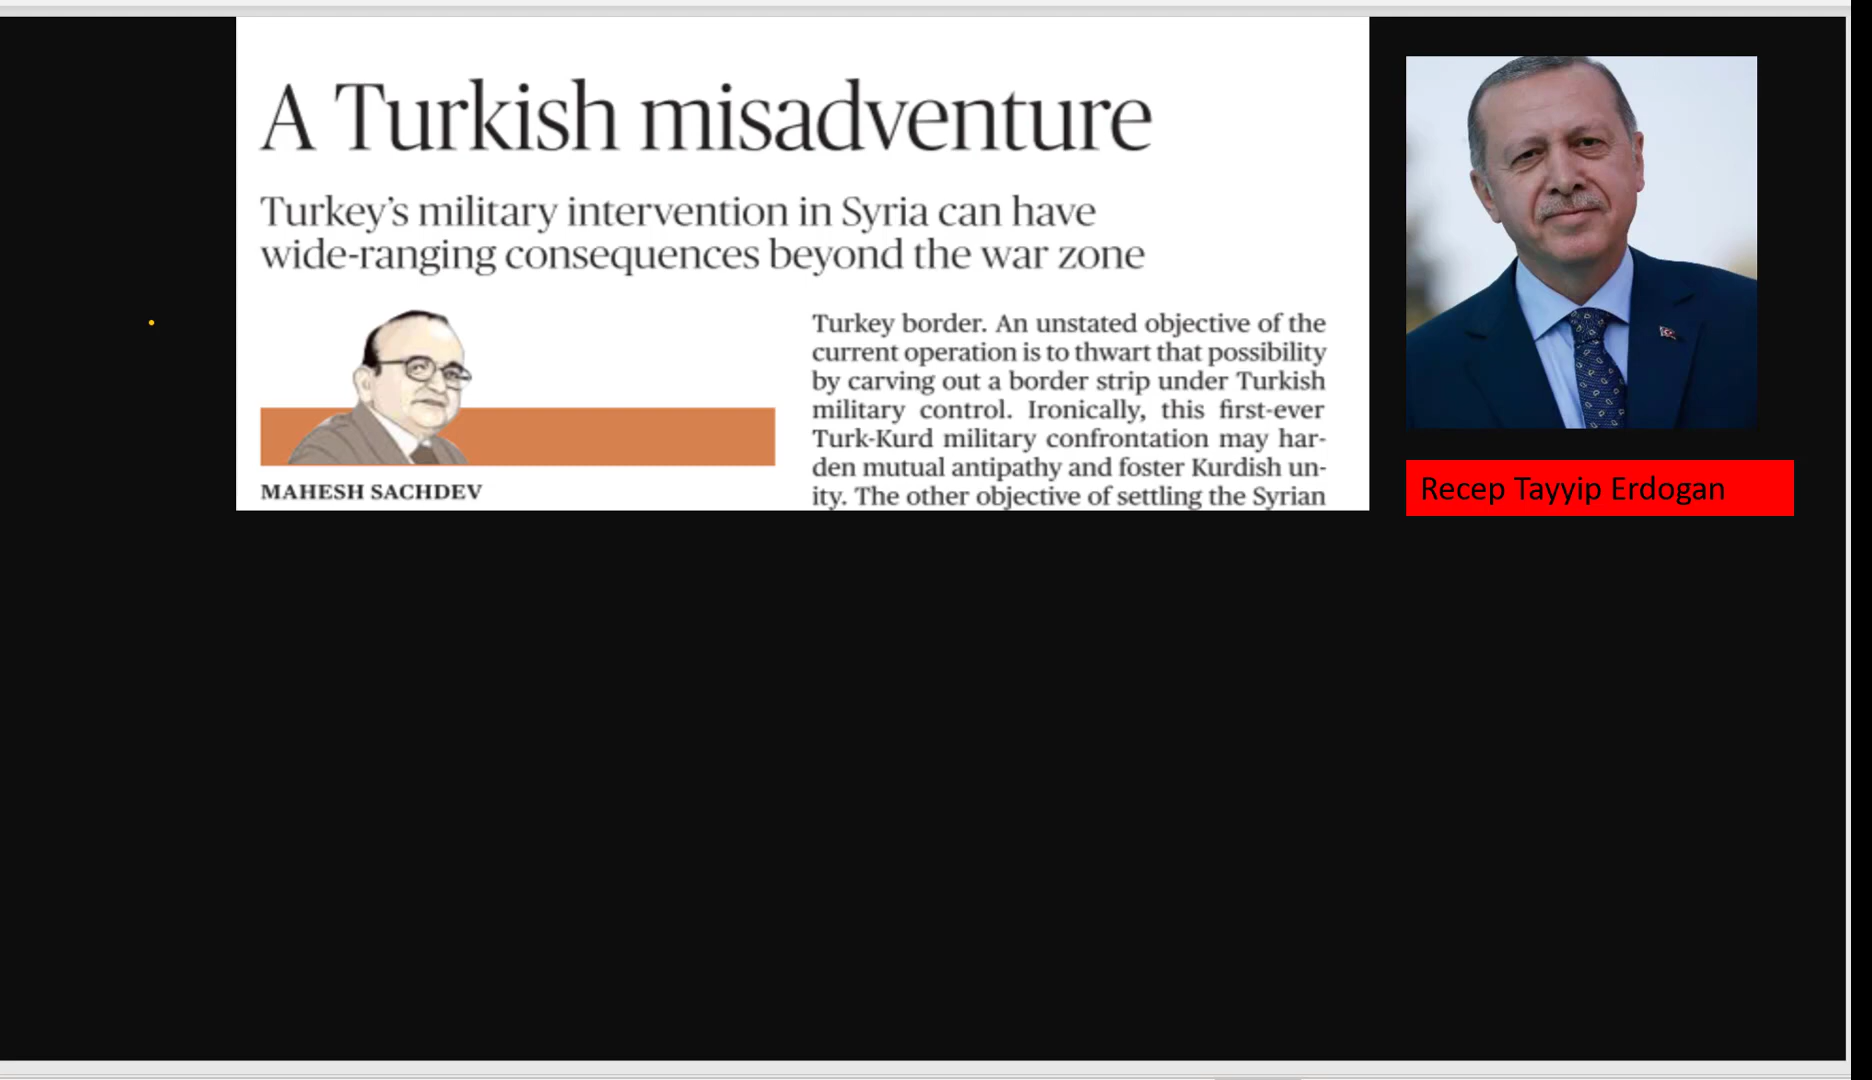 A Turkish misadventure
Turkey’s military intervention in Syria can have
wide-ranging consequences beyond the war zone
MAHESH SACHDEV
Turkey border. An unstated objective of the
current operation is to thwart that possibility
by carving out a border strip under Turkish
military control. Ironically, this first-ever
Turk-Kurd military confrontation may har-
den mutual antipathy and foster Kurdish un-
ity. The other objective of settling the Syrian
Recep Tayyip Erdogan